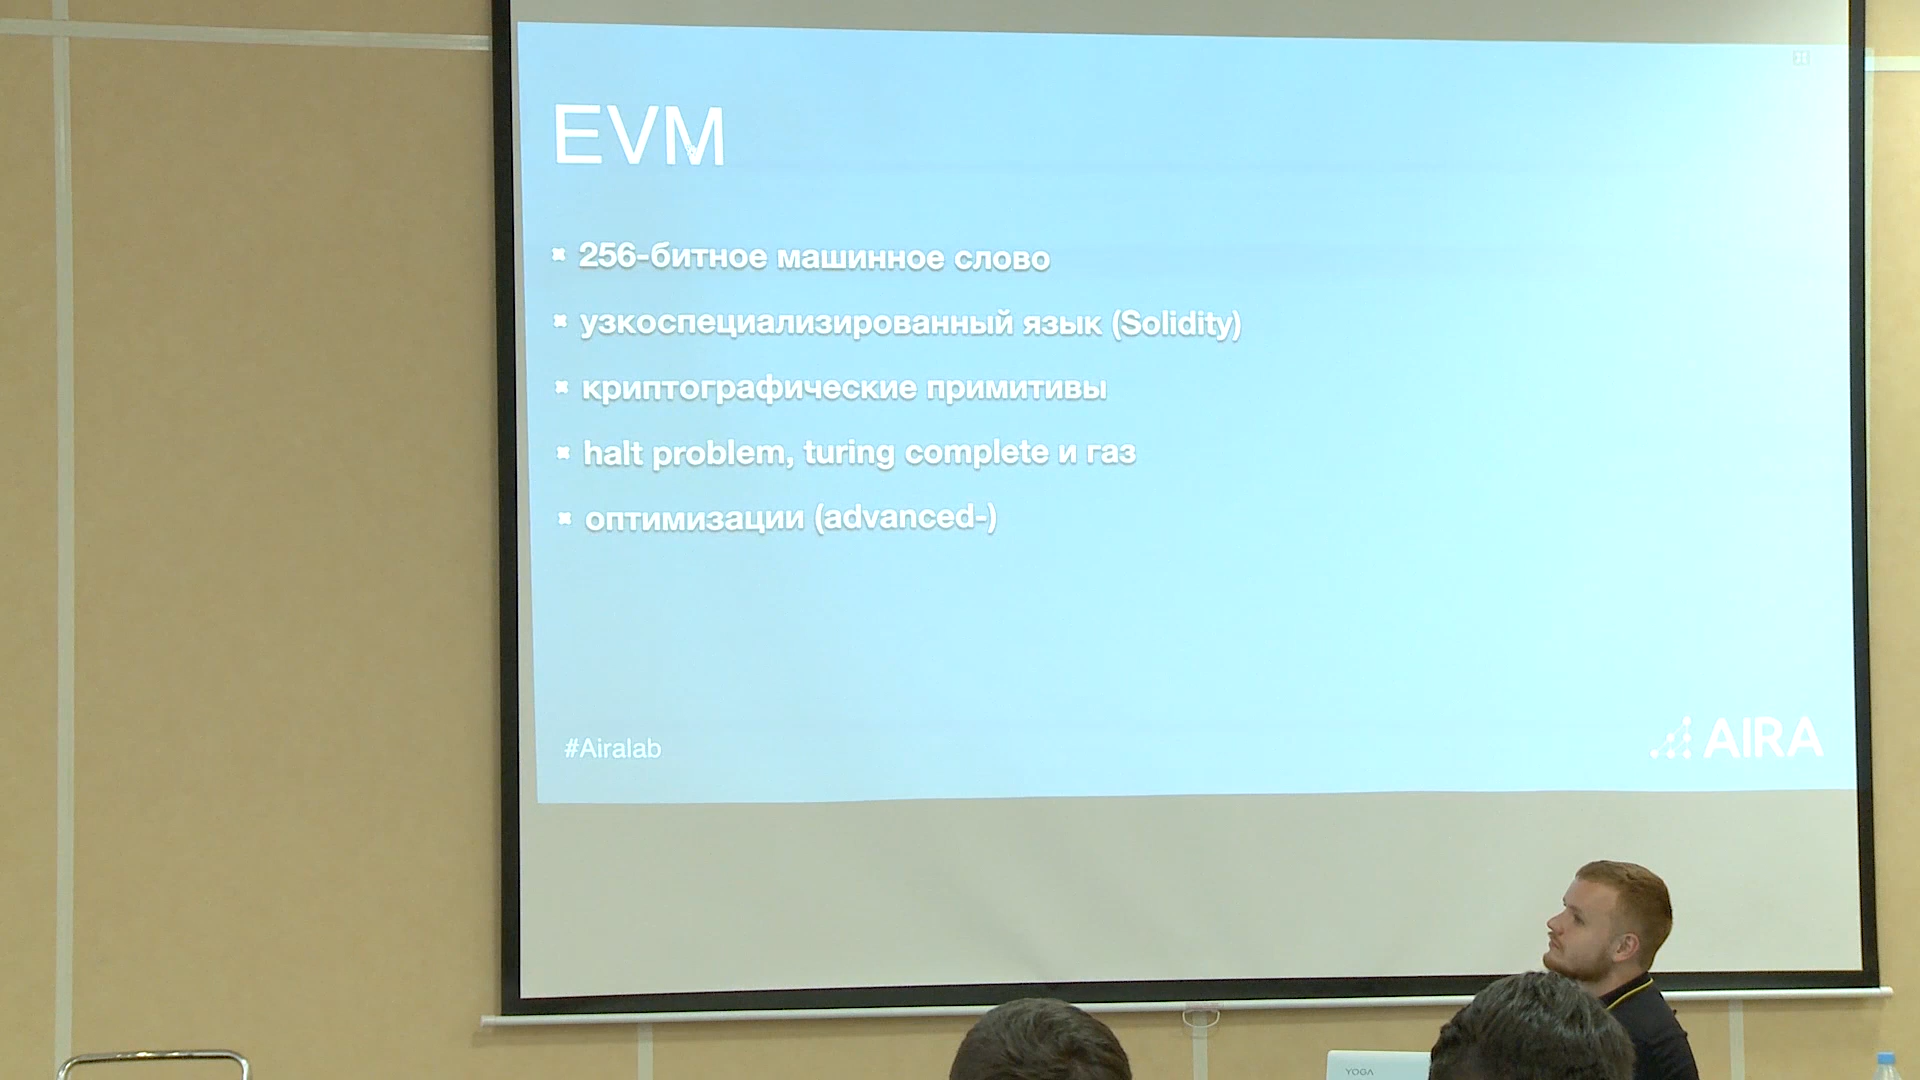 EVM
256-битное машинное слово
узкоспециализированный язык (Solidity)
криптографические примитивы
halt problem, turing complete и газ
оптимизации (advanced-)
#Airalab
AIRA
YOGA